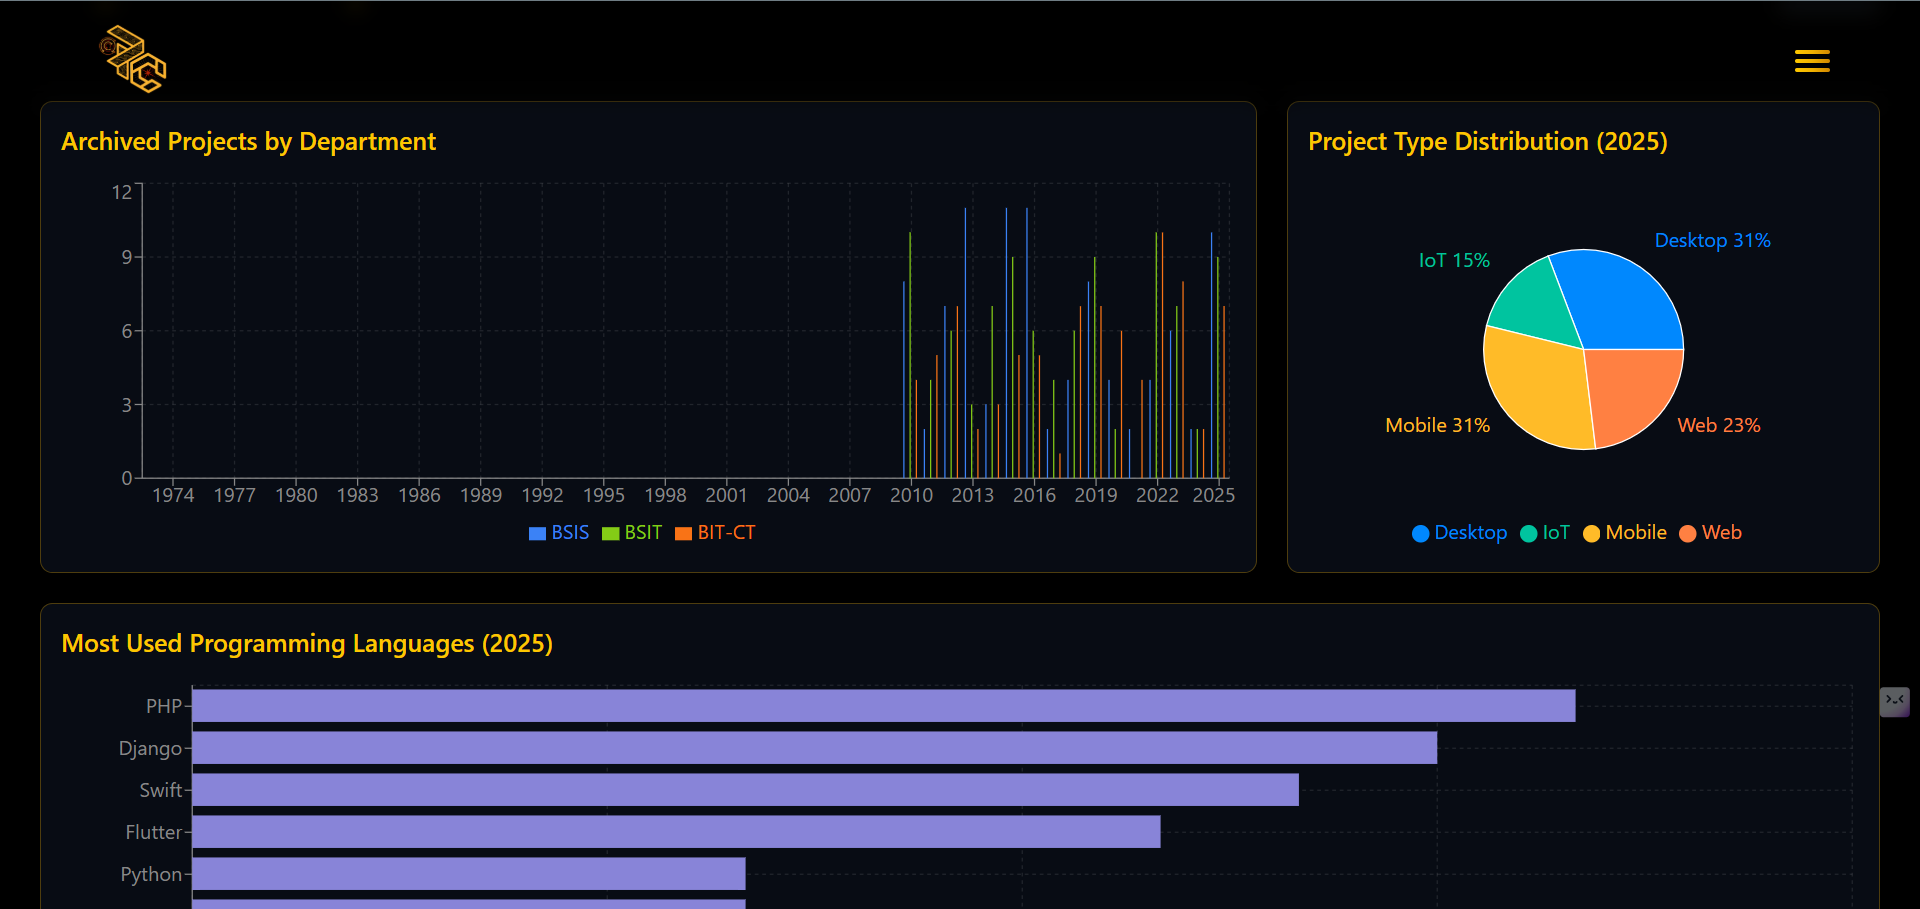 Archived Projects by Department
12
9
6
3
0
1974 1977 1980 1983 1986 1989 1992 1995 1998 2001 2004 2007 2010 2013 2016 2019 2022 2025
BSIS BSIT BIT-CT
Project Type Distribution (2025)
Desktop 31%
IoT 15%
Mobile 31%
Web 23%
Desktop IoT Mobile Web
Most Used Programming Languages (2025)
PHP
Django
Swift
Flutter
Python